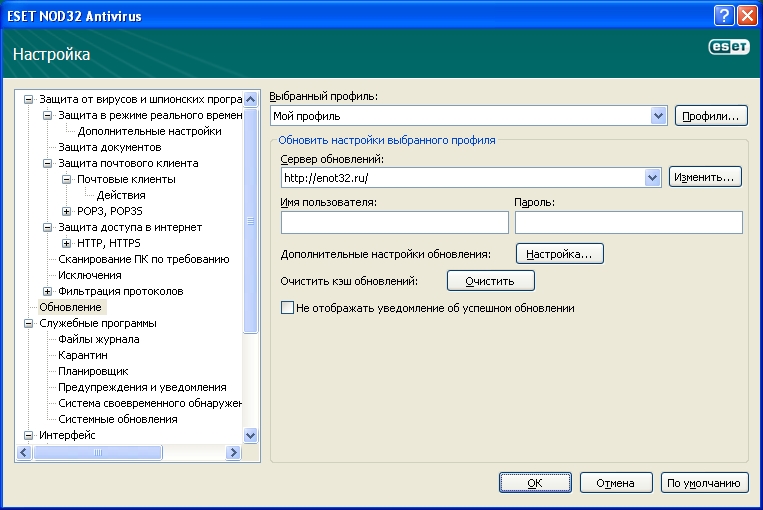 ESET NOD32 Antivirus
Настройка
eset
Защита от вирусов и шпионских програ
Защита в режиме реального времен
Дополнительные настройки
Защита документов
Защита почтового клиента
Почтовые клиенты
Действия
POP3, POP3S
Защита доступа в интернет
HTTP, HTTPS
Сканирование ПК по требованию
Исключения
Фильтрация протоколов
Обновление
Служебные программы
Файлы журнала
Карантин
Планировщик
Предупреждения и уведомления
Система своевременного обнаружен
Системные обновления
Интерфейс
Выбранный профиль:
Мой профиль
Профили...
Обновить настройки выбранного профиля
Сервер обновлений:
http://enot32.ru/
Изменить...
Имя пользователя:
Пароль:
Дополнительные настройки обновления:
Настройка...
Очистить кэш обновлений:
Очистить
Не отображать уведомление об успешном обновлении
OK
Отмена
По умолчанию